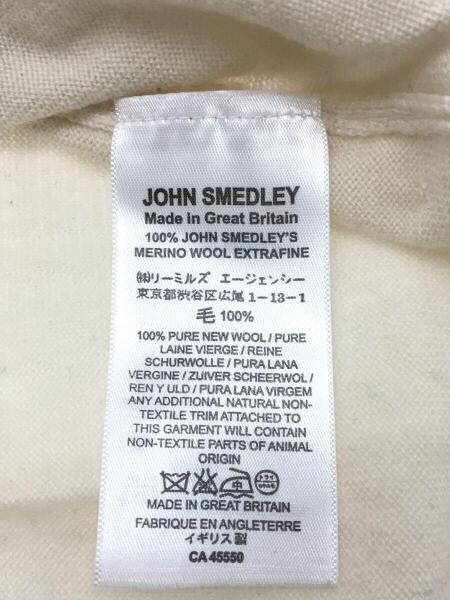 JOHN SMEDLEY
Made in Great Britain
100% JOHN SMEDLEY'S
MERINO WOOL EXTRAFINE
㈱リーミルズ エージェンシー
東京都渋谷区広尾1-13-1
毛 100%
100% PURE NEW WOOL / PURE
LAINE VIERGE / REINE
SCHURWOLLE / PURA LANA
VERGINE / ZUIVER SCHEERWOL /
REN Y ULD / PURA LANA VIRGEM
ANY ADDITIONAL NATURAL NON-
TEXTILE TRIM ATTACHED TO
THIS GARMENT WILL CONTAIN
NON-TEXTILE PARTS OF ANIMAL
ORIGIN
MADE IN GREAT BRITAIN
FABRIQUE EN ANGLETERRE
イギリス製
CA 45550